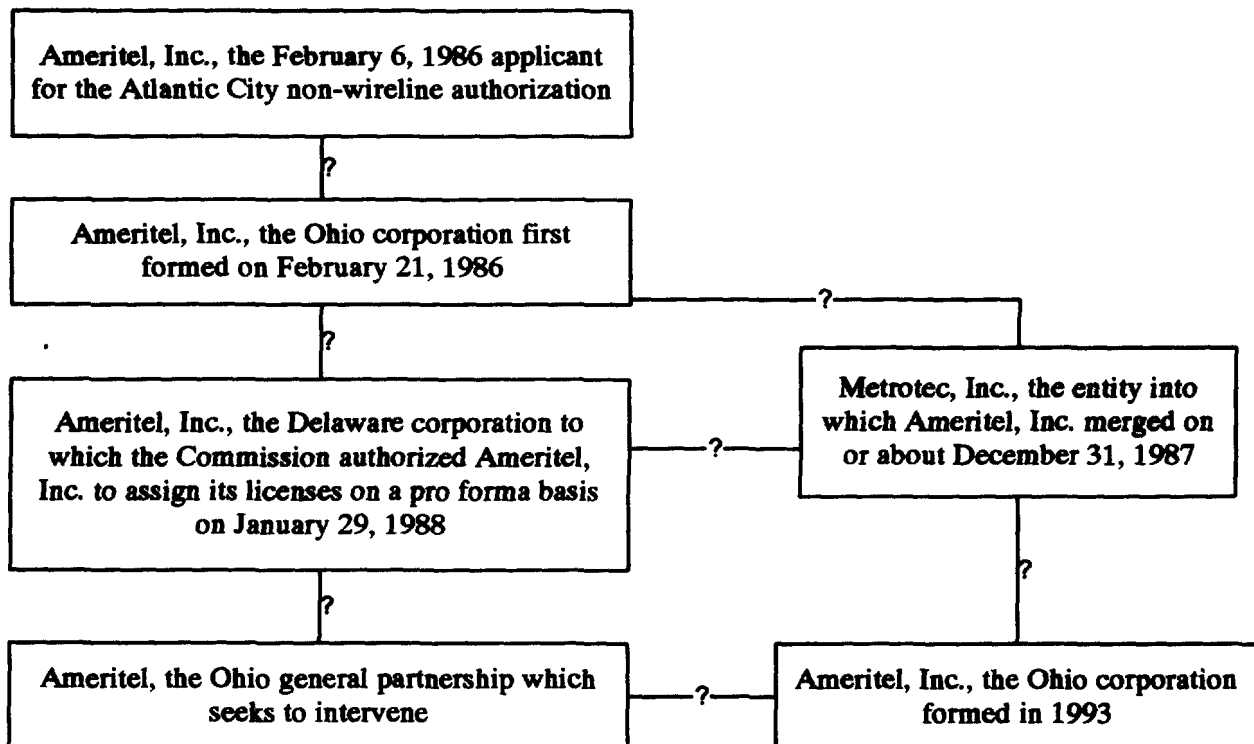 Ameritel, Inc., the February 6, 1986 applicant
for the Atlantic City non-wireline authorization
?
Ameritel, Inc., the Ohio corporation first
formed on February 21, 1986
?
?
Ameritel, Inc., the Delaware corporation to
which the Commission authorized Ameritel,
Inc. to assign its licenses on a pro forma basis
on January 29, 1988
?
Metrotec, Inc., the entity into
which Ameritel, Inc. merged on
or about December 31, 1987
?
?
Ameritel, the Ohio general partnership which
seeks to intervene
?
Ameritel, Inc., the Ohio corporation
formed in 1993